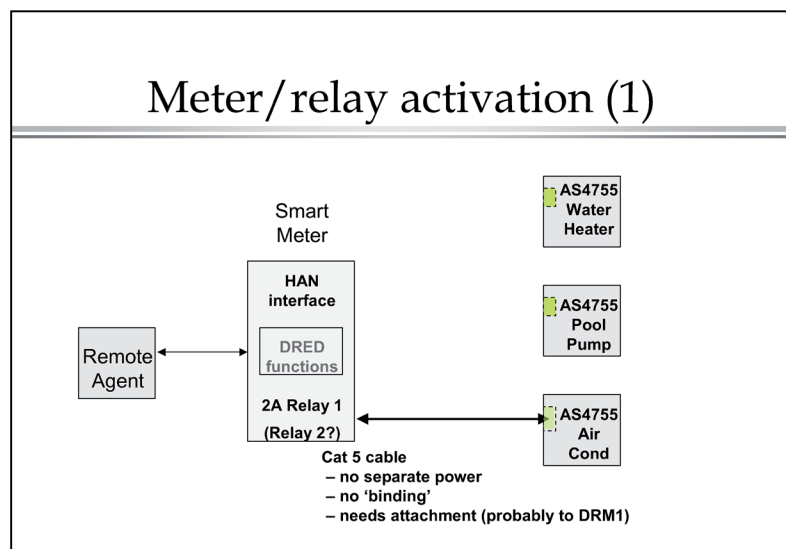 Meter/relay activation (1)
Smart
Meter
HAN
interface
DRED
functions
2A Relay 1
(Relay 2?)
Remote
Agent
AS4755
Water
Heater
AS4755
Pool
Pump
AS4755
Air
Cond
Cat 5 cable
– no separate power
– no ‘binding’
– needs attachment (probably to DRM1)